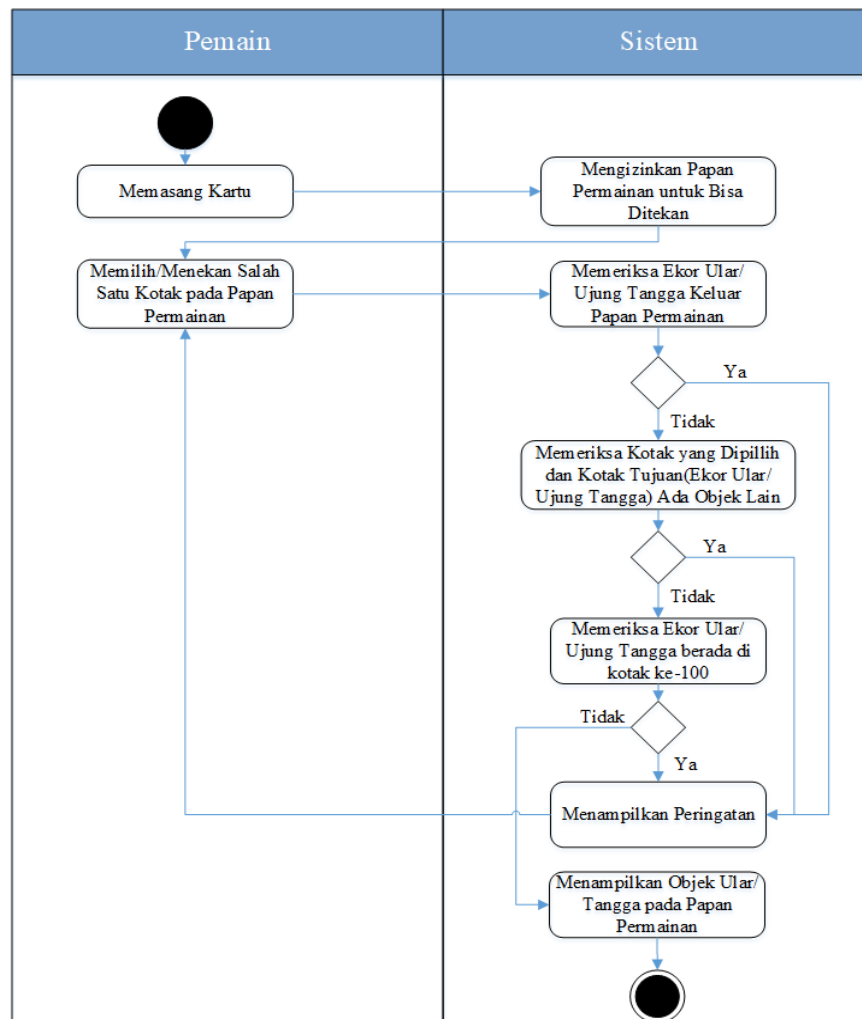 Pemain
Sistem
Memasang Kartu
Mengizinkan Papan
Permainan untuk Bisa
Ditekan
Memilih/Menekan Salah
Satu Kotak pada Papan
Permainan
Memeriksa Ekor Ular/
Ujung Tangga Keluar
Papan Permainan
Ya
Tidak
Memeriksa Kotak yang Dipillih
dan Kotak Tujuan(Ekor Ular/
Ujung Tangga) Ada Objek Lain
Ya
Tidak
Memeriksa Ekor Ular/
Ujung Tangga berada di
kotak ke-100
Tidak
Ya
Menampilkan Peringatan
Menampilkan Objek Ular/
Tangga pada Papan
Permainan